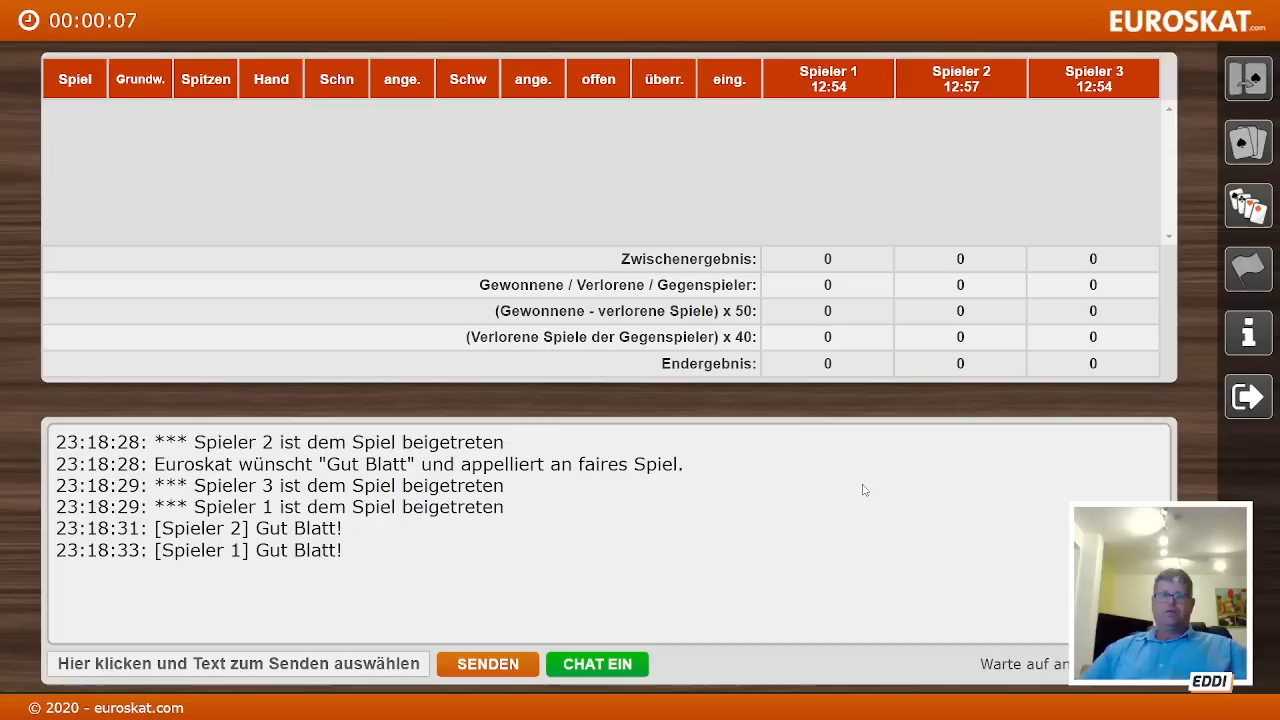 00:00:07
EUROSKAT.com
Spiel Grundw. Spitzen Hand Schn ange. Schw ange. offen überr. eing. Spieler 1 Spieler 2 Spieler 3
12:54 12:57 12:54
Zwischenergebnis: 0 0 0
Gewonnene / Verlorene / Gegenspieler: 0 0 0
(Gewonnene - verlorene Spiele) x 50: 0 0 0
(Verlorene Spiele der Gegenspieler) x 40: 0 0 0
Endergebnis: 0 0 0
23:18:28: *** Spieler 2 ist dem Spiel beigetreten
23:18:28: Euroskat wünscht "Gut Blatt" und appelliert an faires Spiel.
23:18:29: *** Spieler 3 ist dem Spiel beigetreten
23:18:29: *** Spieler 1 ist dem Spiel beigetreten
23:18:31: [Spieler 2] Gut Blatt!
23:18:33: [Spieler 1] Gut Blatt!
Hier klicken und Text zum Senden auswählen SENDEN CHAT EIN Warte auf an
EDDI
© 2020 - euroskat.com